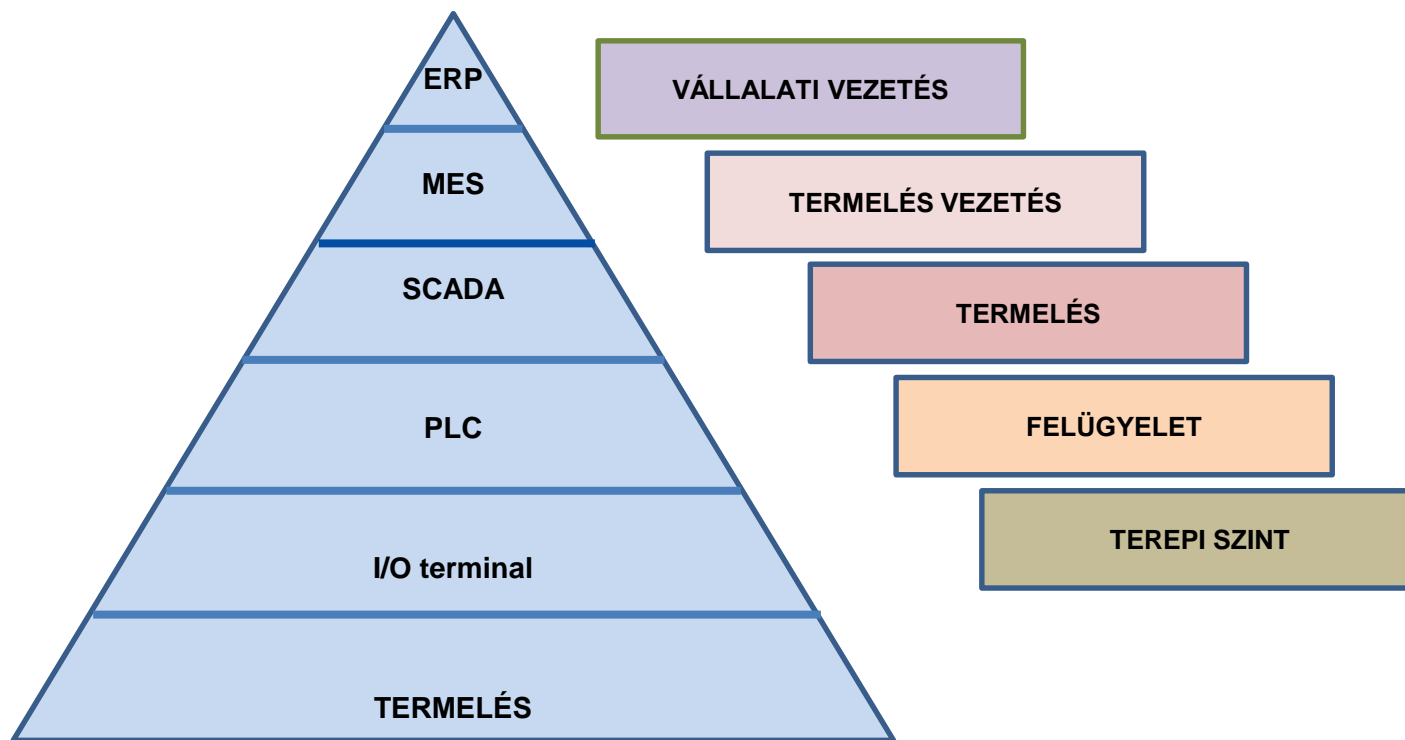 ERP
VÁLLALATI VEZETÉS
MES
TERMELÉS VEZETÉS
SCADA
TERMELÉS
PLC
FELÜGYELET
I/O terminal
TEREPI SZINT
TERMELÉS